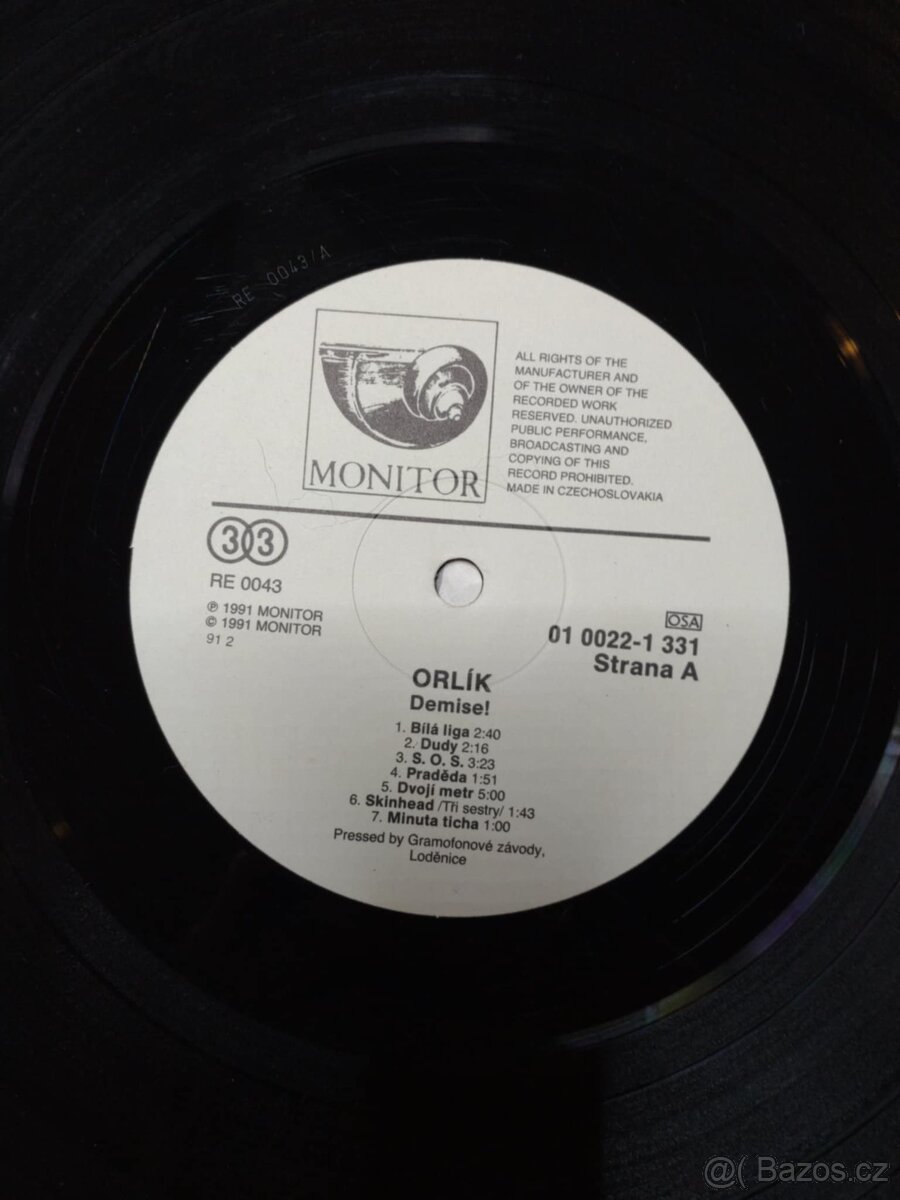 RE 0043/A
MONITOR
ALL RIGHTS OF THE
MANUFACTURER AND
OF THE OWNER OF THE
RECORDED WORK
RESERVED. UNAUTHORIZED
PUBLIC PERFORMANCE,
BROADCASTING AND
COPYING OF THIS
RECORD PROHIBITED.
MADE IN CZECHOSLOVAKIA
33
RE 0043
℗ 1991 MONITOR
© 1991 MONITOR
91 2
OSA
01 0022-1 331
Strana A
ORLÍK
Demise!
1. Bílá liga 2:40
2. Dudy 2:16
3. S. O. S. 3:23
4. Praděda 1:51
5. Dvojí metr 5:00
6. Skinhead /Tři sestry/ 1:43
7. Minuta ticha 1:00
Pressed by Gramofonové závody,
Loděnice
@( Bazos.cz